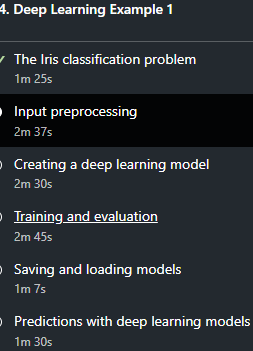 4. Deep Learning Example 1
The Iris classification problem
1m 25s
Input preprocessing
2m 37s
Creating a deep learning model
2m 30s
Training and evaluation
2m 45s
Saving and loading models
1m 7s
Predictions with deep learning models
1m 30s